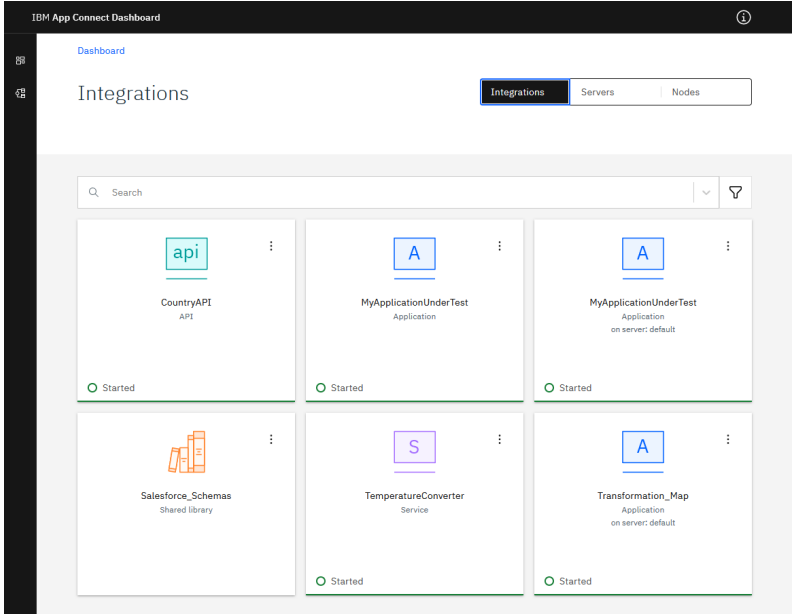 IBM App Connect Dashboard
Dashboard
Integrations
Integrations Servers Nodes
Search
api
CountryAPI
API
Started
A
MyApplicationUnderTest
Application
Started
A
MyApplicationUnderTest
Application
on server: default
Started
Salesforce_Schemas
Shared library
S
TemperatureConverter
Service
Started
A
Transformation_Map
Application
on server: default
Started